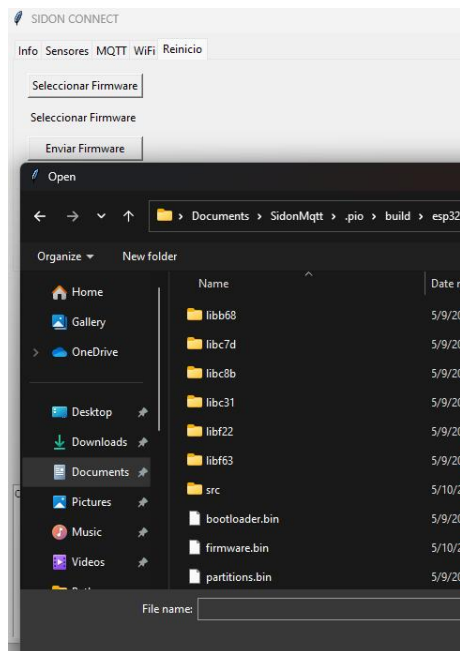 SIDON CONNECT
Info Sensores MQTT WiFi Reinicio
Seleccionar Firmware
Seleccionar Firmware
Enviar Firmware
Open
Documents > SidonMqtt > .pio > build > esp32
Organize New folder
Name Date
Home
Gallery
OneDrive
Desktop
Downloads
Documents
Pictures
Music
Videos
libb68 5/9/20
libc7d 5/9/20
libc8b 5/9/20
libc31 5/9/20
libf22 5/9/20
libf63 5/9/20
src 5/10/2
bootloader.bin 5/9/20
firmware.bin 5/10/2
partitions.bin 5/9/20
File name: